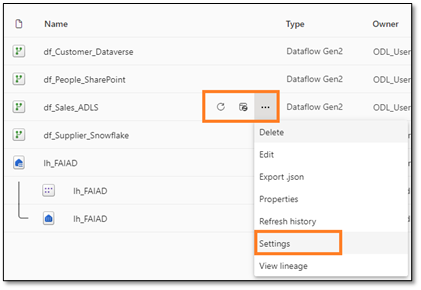 Name Type Owner
df_Customer_Dataverse Dataflow Gen2 ODL_User
df_People_SharePoint Dataflow Gen2 ODL_User
df_Sales_ADLS ... Dataflow Gen2 ODL_User
df_Supplier_Snowflake ODL_Use
lh_FAIAD
lh_FAIAD
lh_FAIAD
Delete
Edit
Export .json
Properties
Refresh history
Settings
View lineage